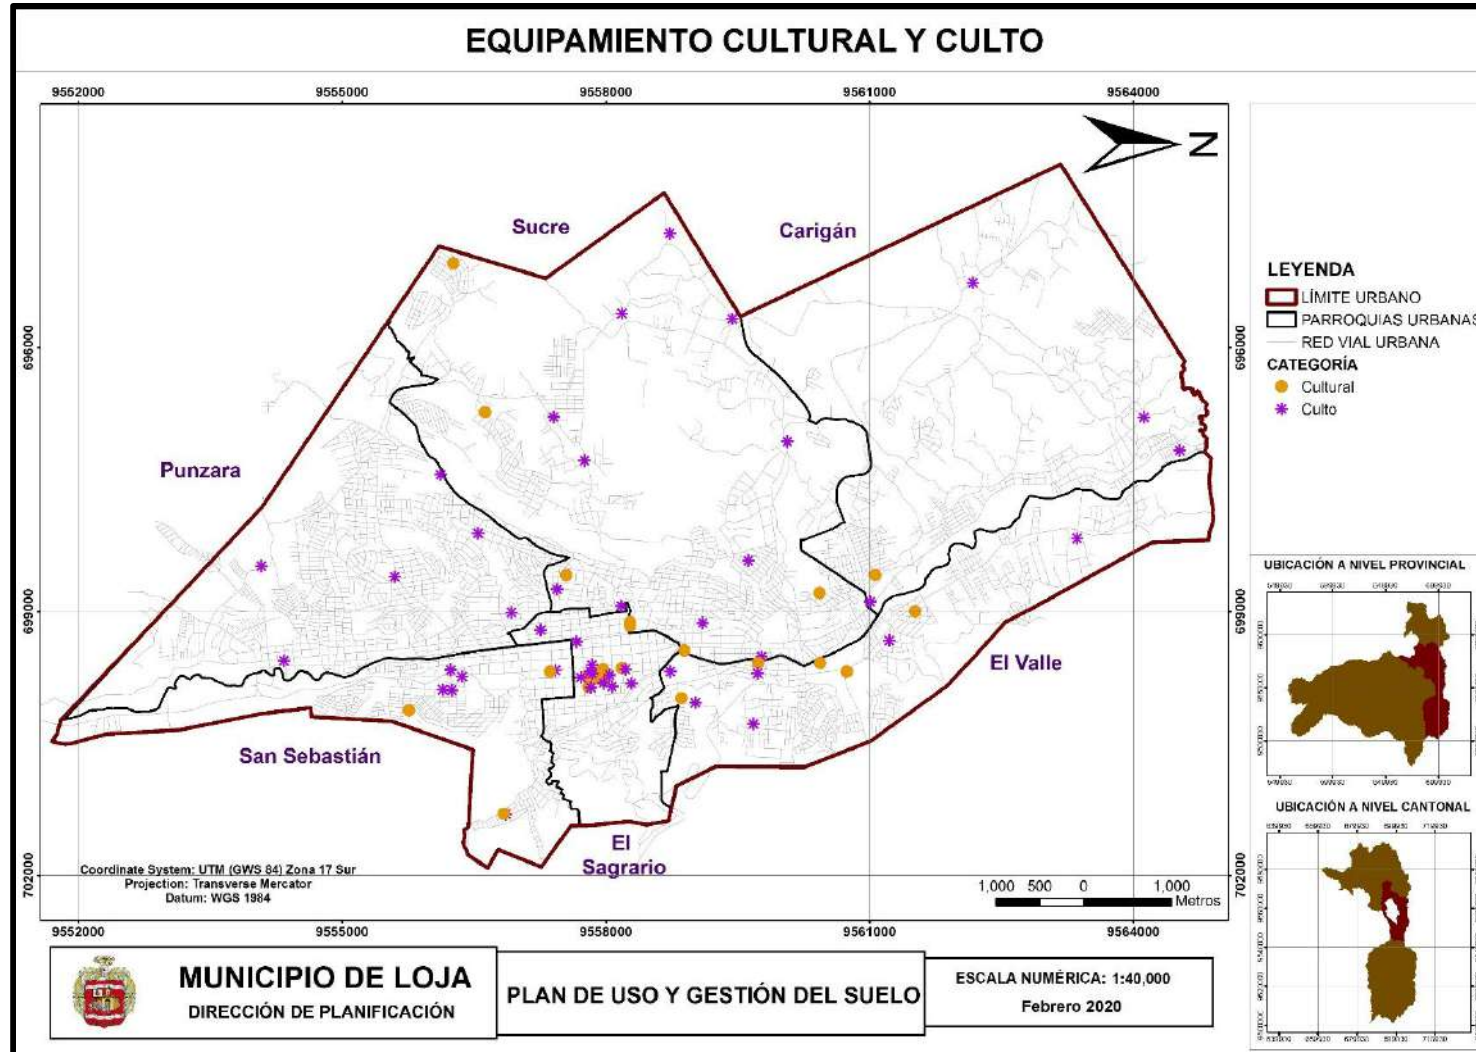 EQUIPAMIENTO CULTURAL Y CULTO
9552000 9555000 9558000 9561000 9564000
N
Sucre
Carigán
Punzara
El Valle
San Sebastián
El
Sagrario
696000
699000
702000
696000
699000
702000
Coordinate System: UTM (GWS 84) Zona 17 Sur
Projection: Transverse Mercator
Datum: WGS 1984
1,000 500 0 1,000
Metros
9552000 9555000 9558000 9561000 9564000
LEYENDA
LÍMITE URBANO
PARROQUIAS URBANAS
RED VIAL URBANA
CATEGORÍA
Cultural
Culto
UBICACIÓN A NIVEL PROVINCIAL
UBICACIÓN A NIVEL CANTONAL
MUNICIPIO DE LOJA
DIRECCIÓN DE PLANIFICACIÓN
PLAN DE USO Y GESTIÓN DEL SUELO
ESCALA NUMÉRICA: 1:40,000
Febrero 2020